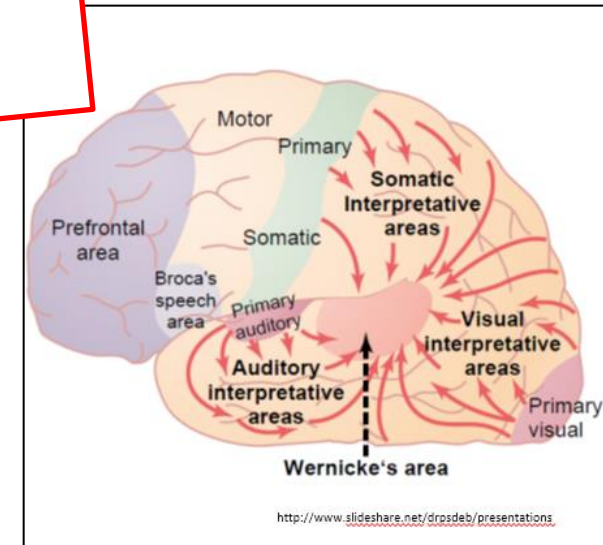 Motor
Primary
Somatic
Interpretative
areas
Prefrontal
area
Somatic
Broca's
speech
area
Primary
auditory
Visual
interpretative
areas
Auditory
interpretative
areas
Primary
visual
Wernicke's area
http://www.slideshare.net/drpsdeb/presentations